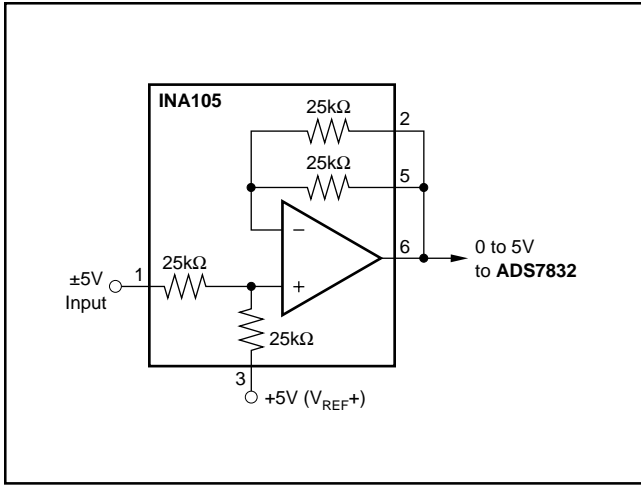 INA105
25kΩ
2
25kΩ
5
−
6
0 to 5V
to ADS7832
±5V
Input
1
25kΩ
+
25kΩ
3
+5V (VREF+)